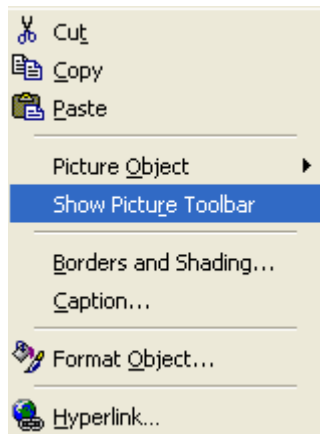 Cut
Copy
Paste
Picture Object
Show Picture Toolbar
Borders and Shading...
Caption...
Format Object...
Hyperlink...